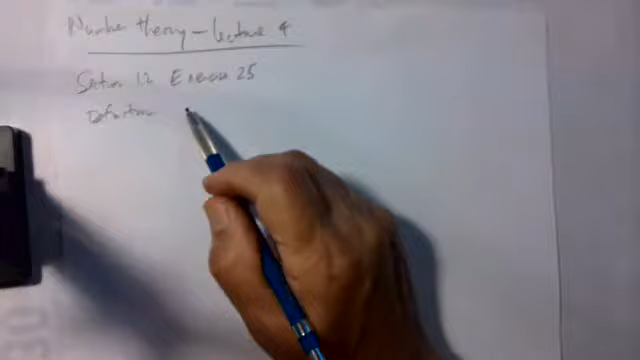 Number theory - lecture 4
Section 1.2 Exercise 25
Definition